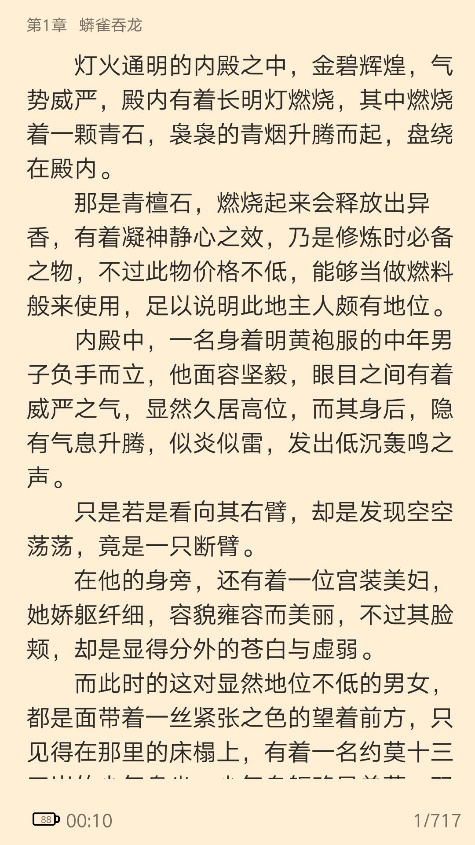 第1章 蟒雀吞龙
灯火通明的内殿之中，金碧辉煌，气
势威严，殿内有着长明灯燃烧，其中燃烧
着一颗青石，袅袅的青烟升腾而起，盘绕
在殿内。
那是青檀石，燃烧起来会释放出异
香，有着凝神静心之效，乃是修炼时必备
之物，不过此物价格不低，能够当做燃料
般来使用，足以说明此地主人颇有地位。
内殿中，一名身着明黄袍服的中年男
子负手而立，他面容坚毅，眼目之间有着
威严之气，显然久居高位，而其身后，隐
有气息升腾，似炎似雷，发出低沉轰鸣之
声。
只是若是看向其右臂，却是发现空空
荡荡，竟是一只断臂。
在他的身旁，还有着一位宫装美妇，
她娇躯纤细，容貌雍容而美丽，不过其脸
颊，却是显得分外的苍白与虚弱。
而此时的这对显然地位不低的男女，
都是面带着一丝紧张之色的望着前方，只
见得在那里的床榻上，有着一名约莫十三
88 00:10 1/717